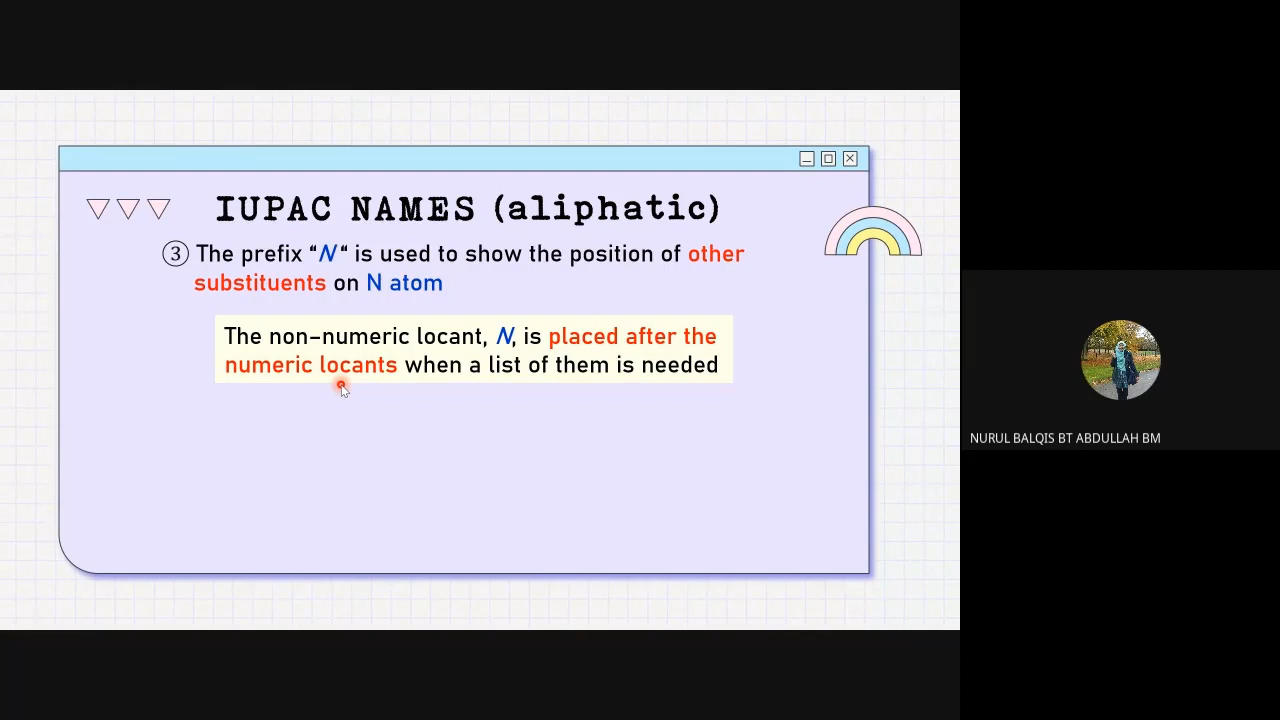 IUPAC NAMES (aliphatic)
③ The prefix “N“ is used to show the position of other
substituents on N atom
The non-numeric locant, N, is placed after the
numeric locants when a list of them is needed
NURUL BALQIS BT ABDULLAH BM